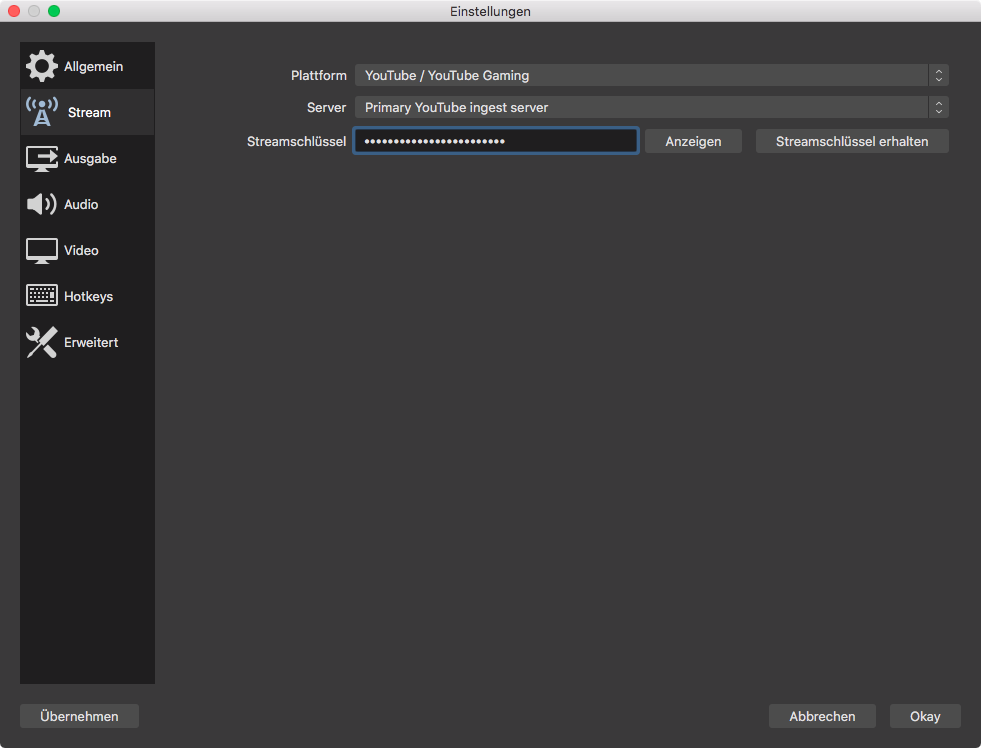 Einstellungen
Allgemein
Stream
Ausgabe
Audio
Video
Hotkeys
Erweitert
Plattform YouTube / YouTube Gaming
Server Primary YouTube ingest server
Streamschlüssel •••••••••••••••••••••••• Anzeigen Streamschlüssel erhalten
Übernehmen Abbrechen Okay